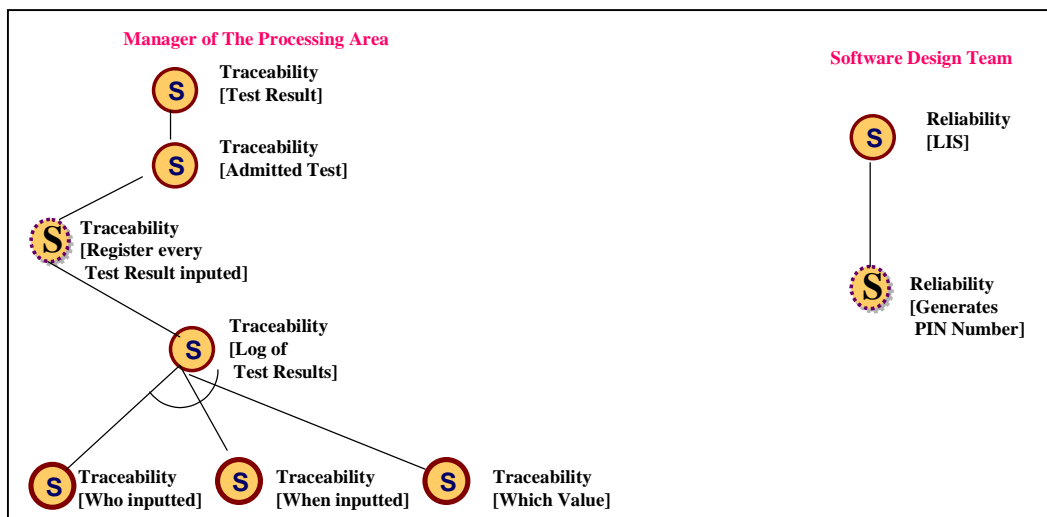 Manager of The Processing Area
S
Traceability
[Test Result]
S
Traceability
[Admitted Test]
S
Traceability
[Register every
Test Result inputed]
S
Traceability
[Log of
Test Results]
S
Traceability
[Who inputted]
S
Traceability
[When inputted]
S
Traceability
[Which Value]
Software Design Team
S
Reliability
[LIS]
S
Reliability
[Generates
PIN Number]